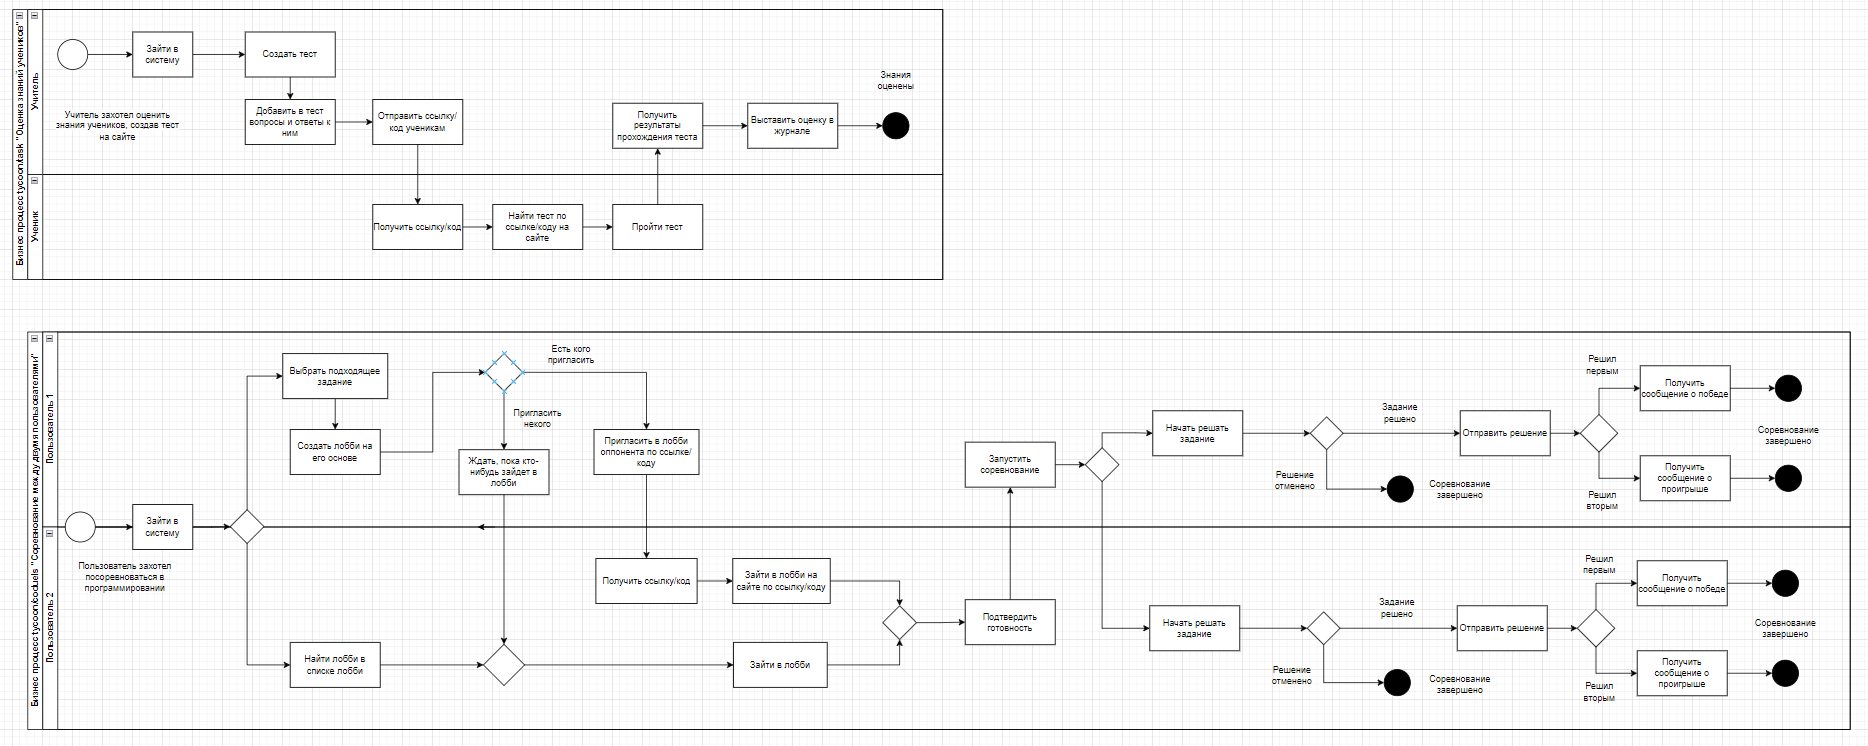 Бизнес процесс tycoon/task "Оценка знаний учеников"
Учитель
Зайти в
систему
Создать тест
Учитель захотел оценить
знания учеников, создав тест
на сайте
Добавить в тест
вопросы и ответы к
ним
Отправить ссылку/
код ученикам
Получить
результаты
прохождения теста
Выставить оценку в
журнале
Знания
оценены
Ученик
Получить ссылку/код
Найти тест по
ссылке/коду на
сайте
Пройти тест
Бизнес процесс tycoon/coduels "Соревнование между двумя пользователями"
Пользователь 1
Выбрать подходящее
задание
Создать лобби на
его основе
Есть кого
пригласить
Пригласить
некого
Ждать, пока кто-
нибудь зайдет в
лобби
Пригласить в лобби
оппонента по ссылке/
коду
Зайти в
систему
Пользователь захотел
посоревноваться в
программировании
Запустить
соревнование
Начать решать
задание
Задание
решено
Решение
отменено
Соревнование
завершено
Отправить решение
Решил
первым
Получить
сообщение о победе
Соревнование
завершено
Решил
вторым
Получить
сообщение о
проигрыше
Пользователь 2
Получить ссылку/код
Зайти в лобби на
сайте по ссылку/коду
Найти лобби в
списке лобби
Зайти в лобби
Подтвердить
готовность
Начать решать
задание
Задание
решено
Решение
отменено
Соревнование
завершено
Отправить решение
Решил
первым
Получить
сообщение о победе
Соревнование
завершено
Решил
вторым
Получить
сообщение о
проигрыше